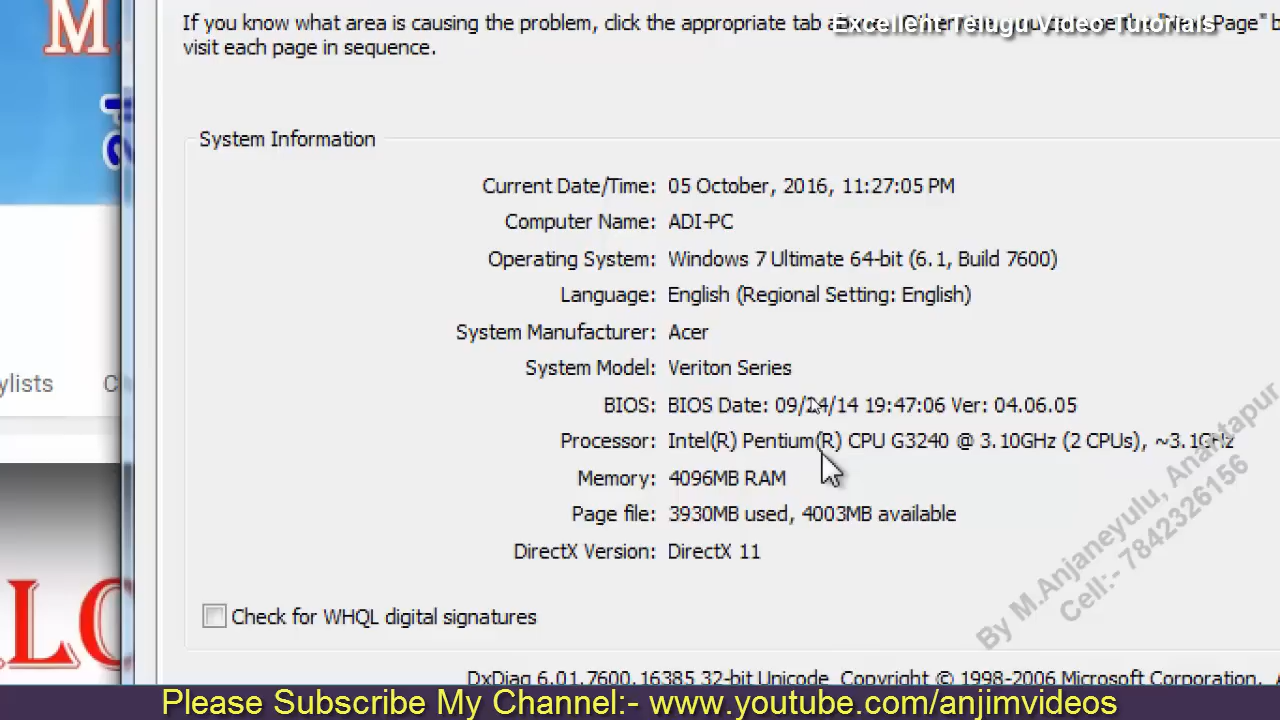 M.
If you know what area is causing the problem, click the appropriate tab
Excellent Telugu Video Tutorials
Page" b
visit each page in sequence.
System Information
Current Date/Time: 05 October, 2016, 11:27:05 PM
Computer Name: ADI-PC
Operating System: Windows 7 Ultimate 64-bit (6.1, Build 7600)
Language: English (Regional Setting: English)
System Manufacturer: Acer
System Model: Veriton Series
ylists C
BIOS: BIOS Date: 09/24/14 19:47:06 Ver: 04.06.05
Processor: Intel(R) Pentium(R) CPU G3240 @ 3.10GHz (2 CPUs), ~3.1GHz
Memory: 4096MB RAM
Page file: 3930MB used, 4003MB available
DirectX Version: DirectX 11
By M.Anjaneyulu, Anantapur
Cell:- 7842326156
LO
Check for WHQL digital signatures
DxDiag 6.01.7600.16385 32-bit Unicode Copyright © 1998-2006 Microsoft Corporation. A
Please Subscribe My Channel:- www.youtube.com/anjimvideos